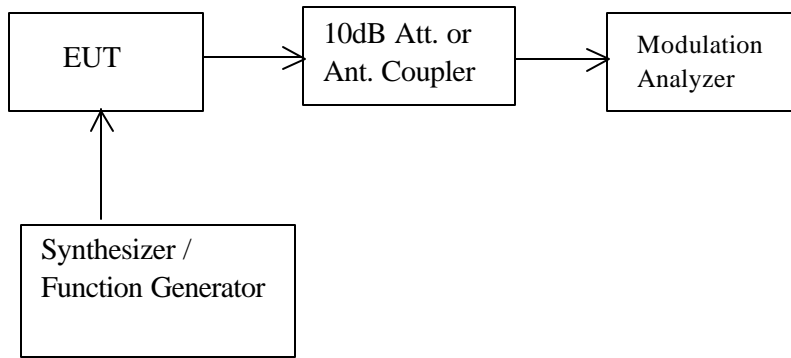 EUT
10dB Att. or
Ant. Coupler
Modulation
Analyzer
Synthesizer /
Function Generator